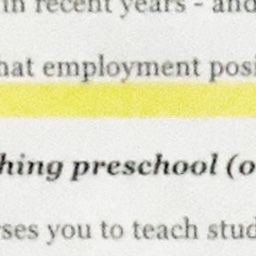 in recent years - and
hat employment posi
hing preschool (o
ses you to teach stud